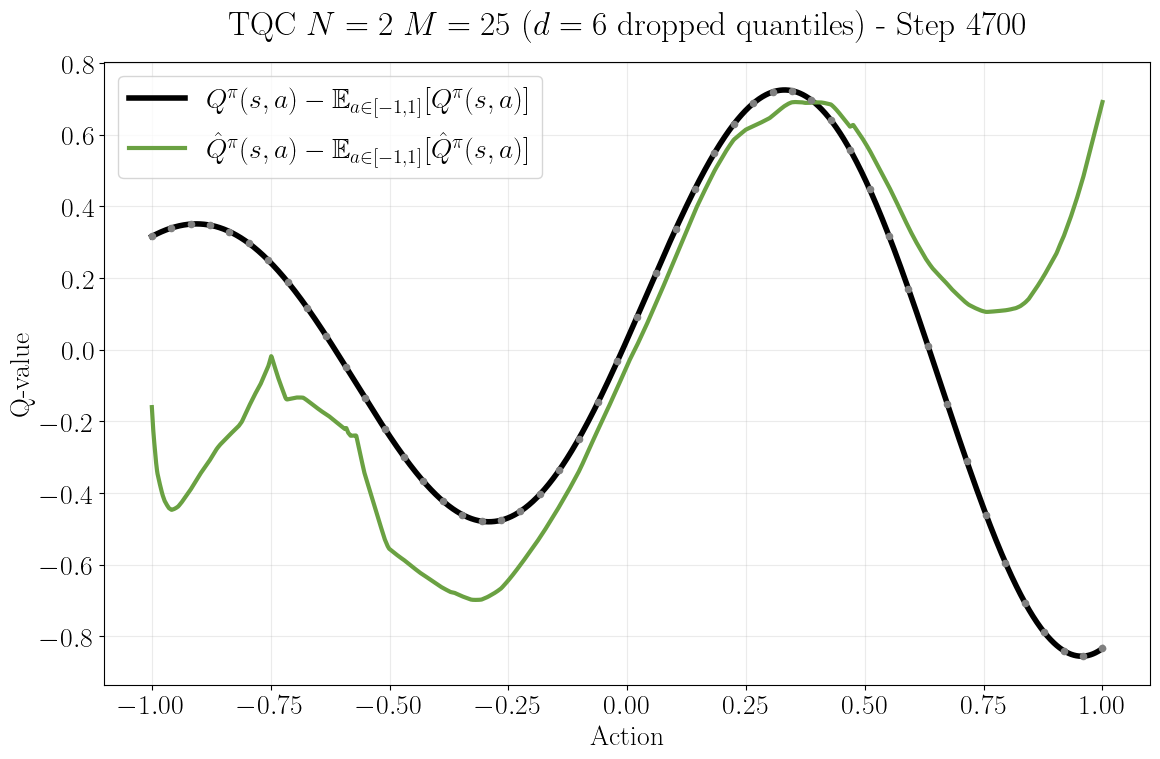 TQC N = 2 M = 25 (d = 6 dropped quantiles) - Step 4700
Q^π(s, a) − 𝔼_{a∈[−1,1]}[Q^π(s, a)]
Q̂^π(s, a) − 𝔼_{a∈[−1,1]}[Q̂^π(s, a)]
0.8
0.6
0.4
0.2
0.0
−0.2
−0.4
−0.6
−0.8
Q-value
−1.00 −0.75 −0.50 −0.25 0.00 0.25 0.50 0.75 1.00
Action